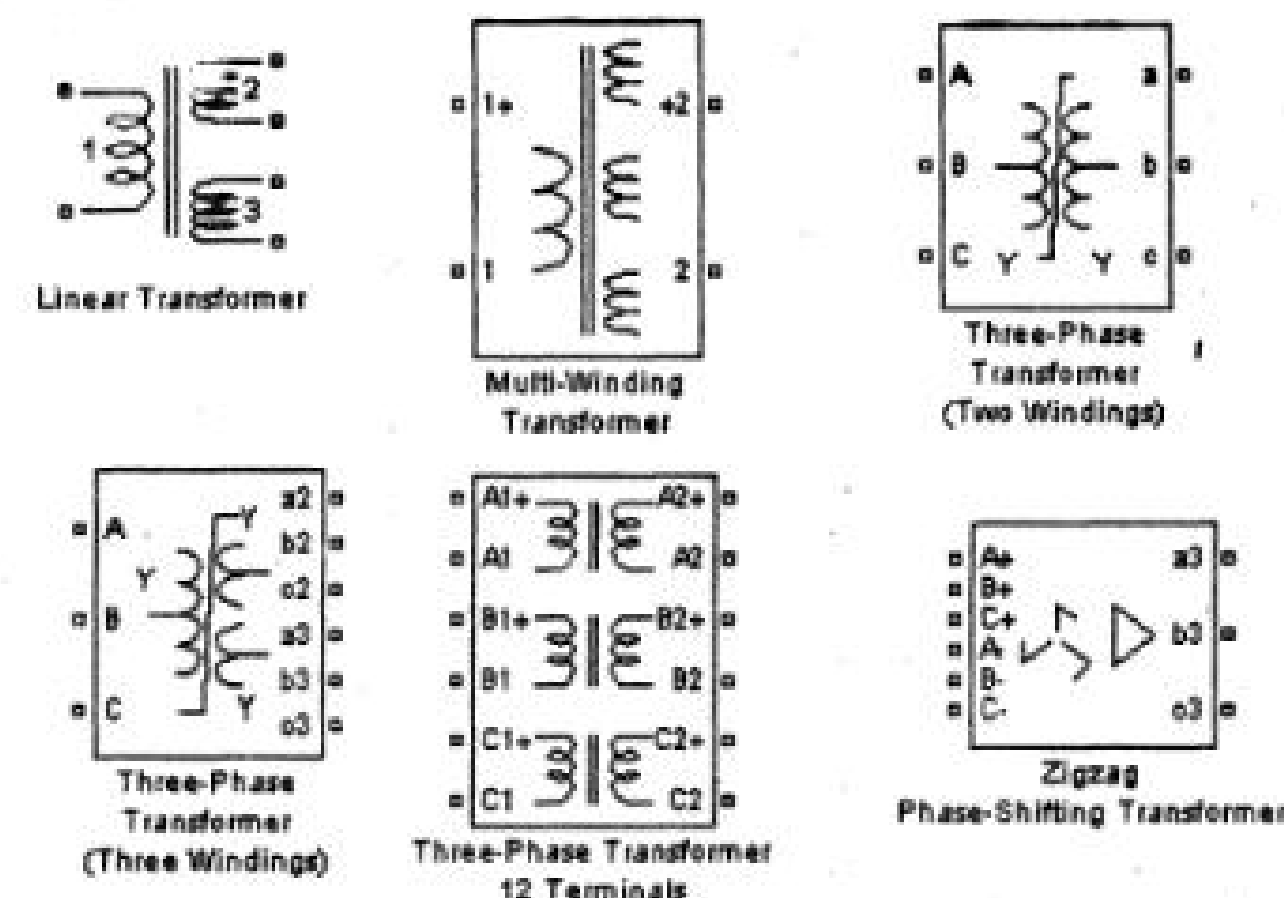 1
2
3
Linear Transformer
1+
+2
1
2
Multi-Winding
Transformer
A
a
B
b
C
Y
Y
c
Three-Phase
Transformer
(Two Windings)
A
B
C
Y
Y
Y
a2
b2
c2
a3
b3
c3
Three-Phase
Transformer
(Three Windings)
A1+
A2+
A1
A2
B1+
B2+
B1
B2
C1+
C2+
C1
C2
Three-Phase Transformer
12 Terminals
A+
B+
C+
A-
B-
C-
a3
b3
c3
Zigzag
Phase-Shifting Transformer